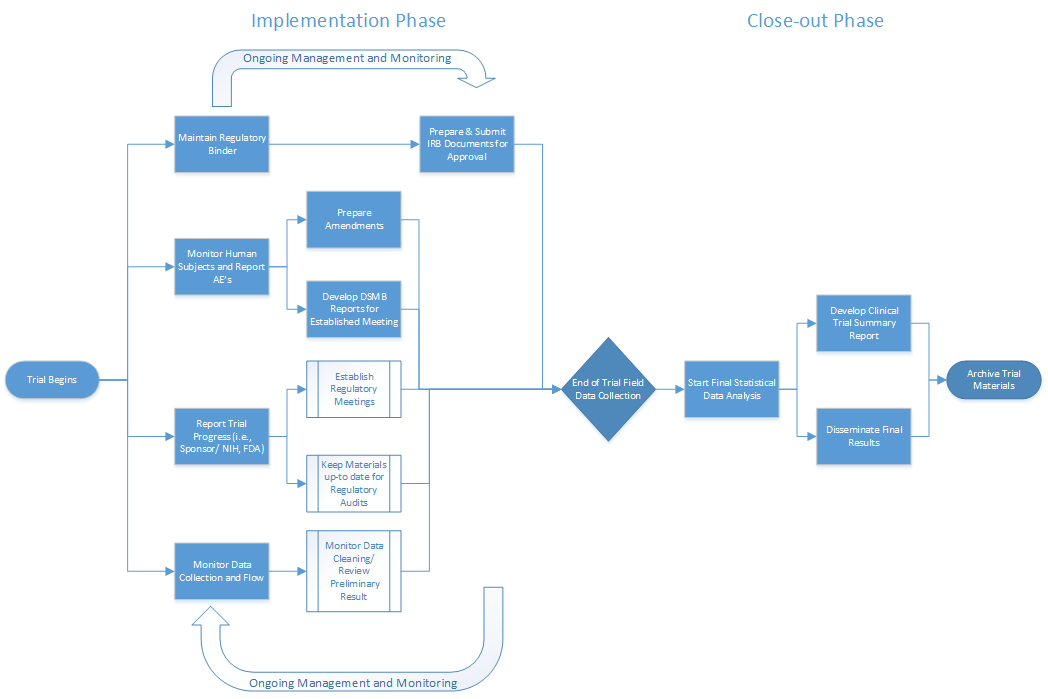 Implementation Phase
Close-out Phase
Ongoing Management and Monitoring
Maintain Regulatory
Binder
Prepare & Submit
IRB Documents for
Approval
Prepare
Amendments
Monitor Human
Subjects and Report
AE's
Develop DSMB
Reports for
Established Meeting
Trial Begins
Establish
Regulatory
Meetings
Report Trial
Progress (i.e.,
Sponsor/ NIH, FDA)
Keep Materials
up-to date for
Regulatory
Audits
Monitor Data
Collection and Flow
Monitor Data
Cleaning/
Review
Preliminary
Result
End of Trial Field
Data Collection
Start Final Statistical
Data Analysis
Develop Clinical
Trial Summary
Report
Disseminate Final
Results
Archive Trial
Materials
Ongoing Management and Monitoring